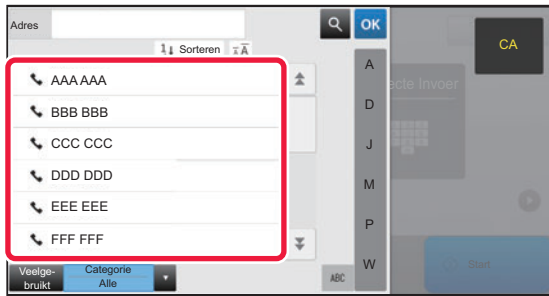 Adres
OK
CA
Sorteren
A
AAA AAA
BBB BBB
CCC CCC
DDD DDD
EEE EEE
FFF FFF
A
D
J
M
P
W
ABC
ecte Invoer
Start
Veelge-
bruikt
Categorie
Alle